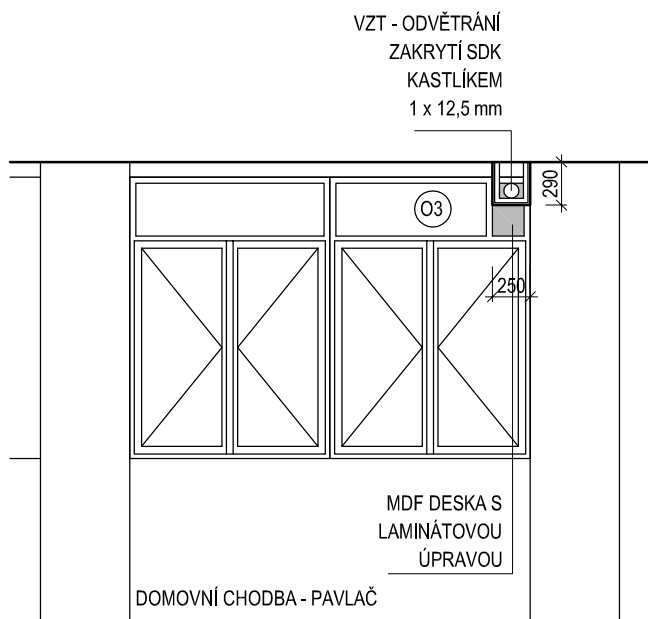 VZT - ODVĚTRÁNÍ
ZAKRYTÍ SDK
KASTLÍKEM
1 x 12,5 mm
290
O3
250
MDF DESKA S
LAMINÁTOVOU
ÚPRAVOU
DOMOVNÍ CHODBA - PAVLAČ